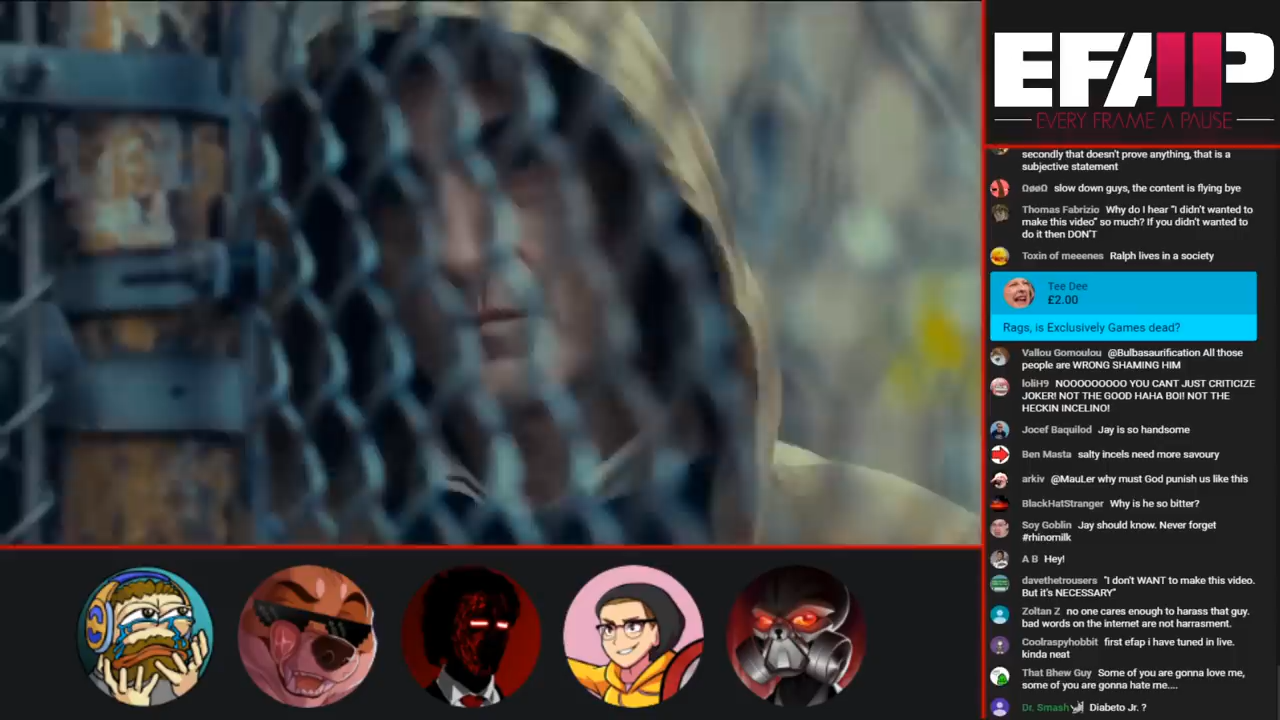 EFAP
EVERY FRAME A PAUSE
secondly that doesn't prove anything, that is a
subjective statement
ΩøøΩ slow down guys, the content is flying bye
Thomas Fabrizio Why do I hear "I didn't wanted to
make this video" so much? If you didn't wanted to
do it then DON'T
Toxin of meeenes Ralph lives in a society
Tee Dee
£2.00
Rags, is Exclusively Games dead?
Vallou Gomoulou @Bulbasaurification All those
people are WRONG SHAMING HIM
loliH9 NOOOOOOOOO YOU CANT JUST CRITICIZE
JOKER! NOT THE GOOD HAHA BOI! NOT THE
HECKIN INCELINO!
Jocef Baquilod Jay is so handsome
Ben Masta salty incels need more savoury
arkiv @MauLer why must God punish us like this
BlackHatStranger Why is he so bitter?
Soy Goblin Jay should know. Never forget
#rhinomilk
A B Hey!
davethetrousers "I don't WANT to make this video.
But it's NECESSARY"
Zoltan Z no one cares enough to harass that guy.
bad words on the internet are not harrasment.
Coolraspyhobbit first efap i have tuned in live.
kinda neat
That Bhew Guy Some of you are gonna love me,
some of you are gonna hate me....
Dr. Smash Diabeto Jr. ?